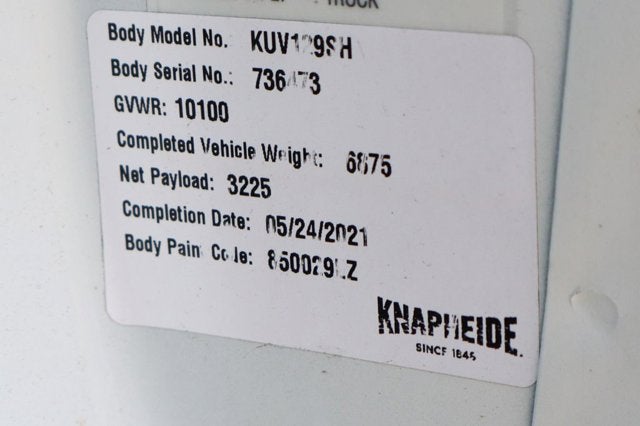 TRUCK
Body Model No. KUV129SH
Body Serial No.: 736473
GVWR: 10100
Completed Vehicle Weight: 6875
Net Payload: 3225
Completion Date: 05/24/2021
Body Paint Code:
KNAPHEIDE.
SINCE 1848